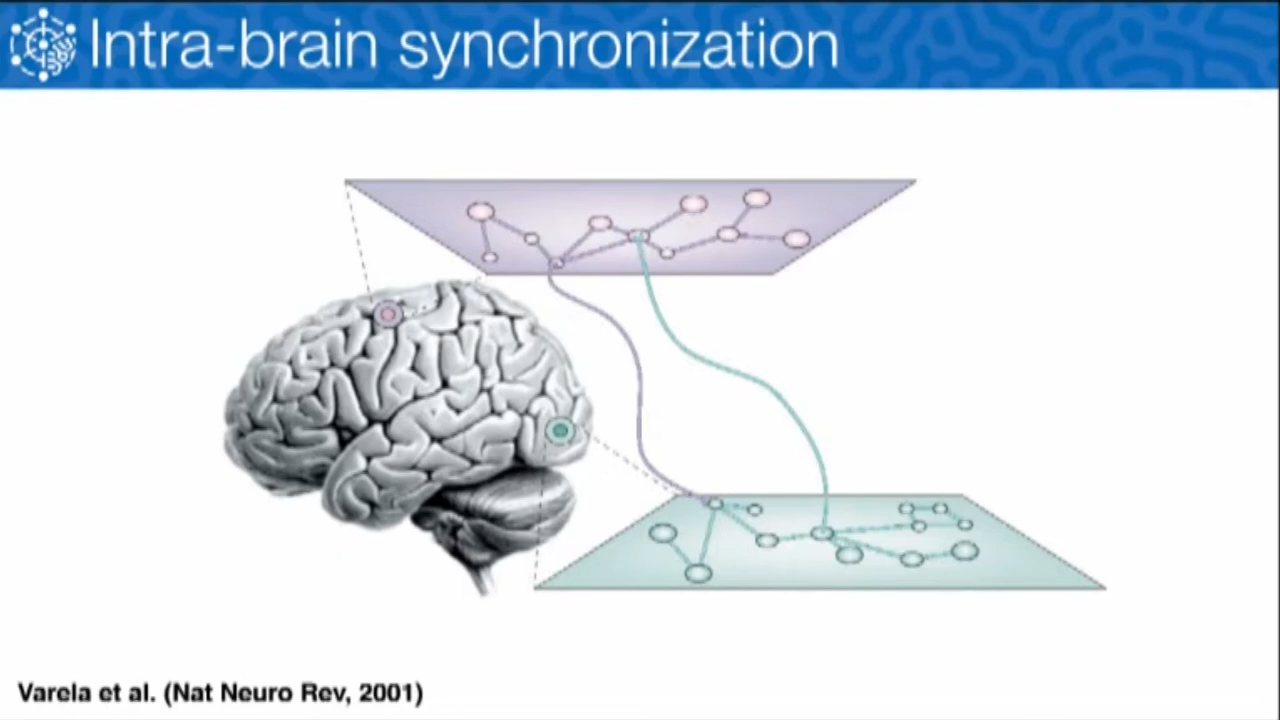 Intra-brain synchronization
Varela et al. (Nat Neuro Rev, 2001)